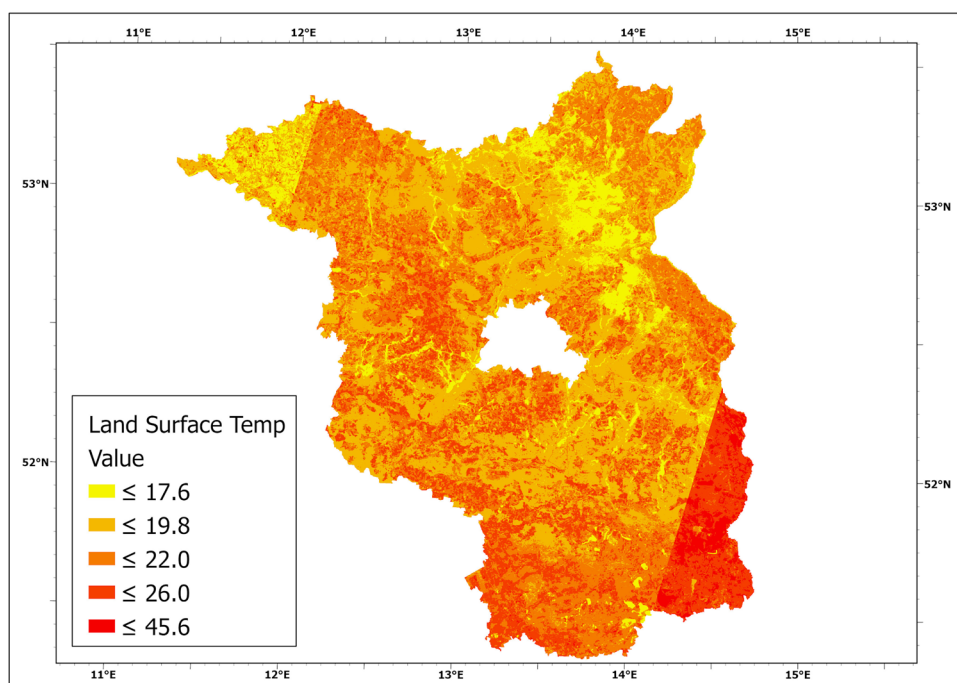 11°E 12°E 13°E 14°E 15°E
53°N
53°N
52°N
52°N
Land Surface Temp
Value
≤ 17.6
≤ 19.8
≤ 22.0
≤ 26.0
≤ 45.6
11°E 12°E 13°E 14°E 15°E